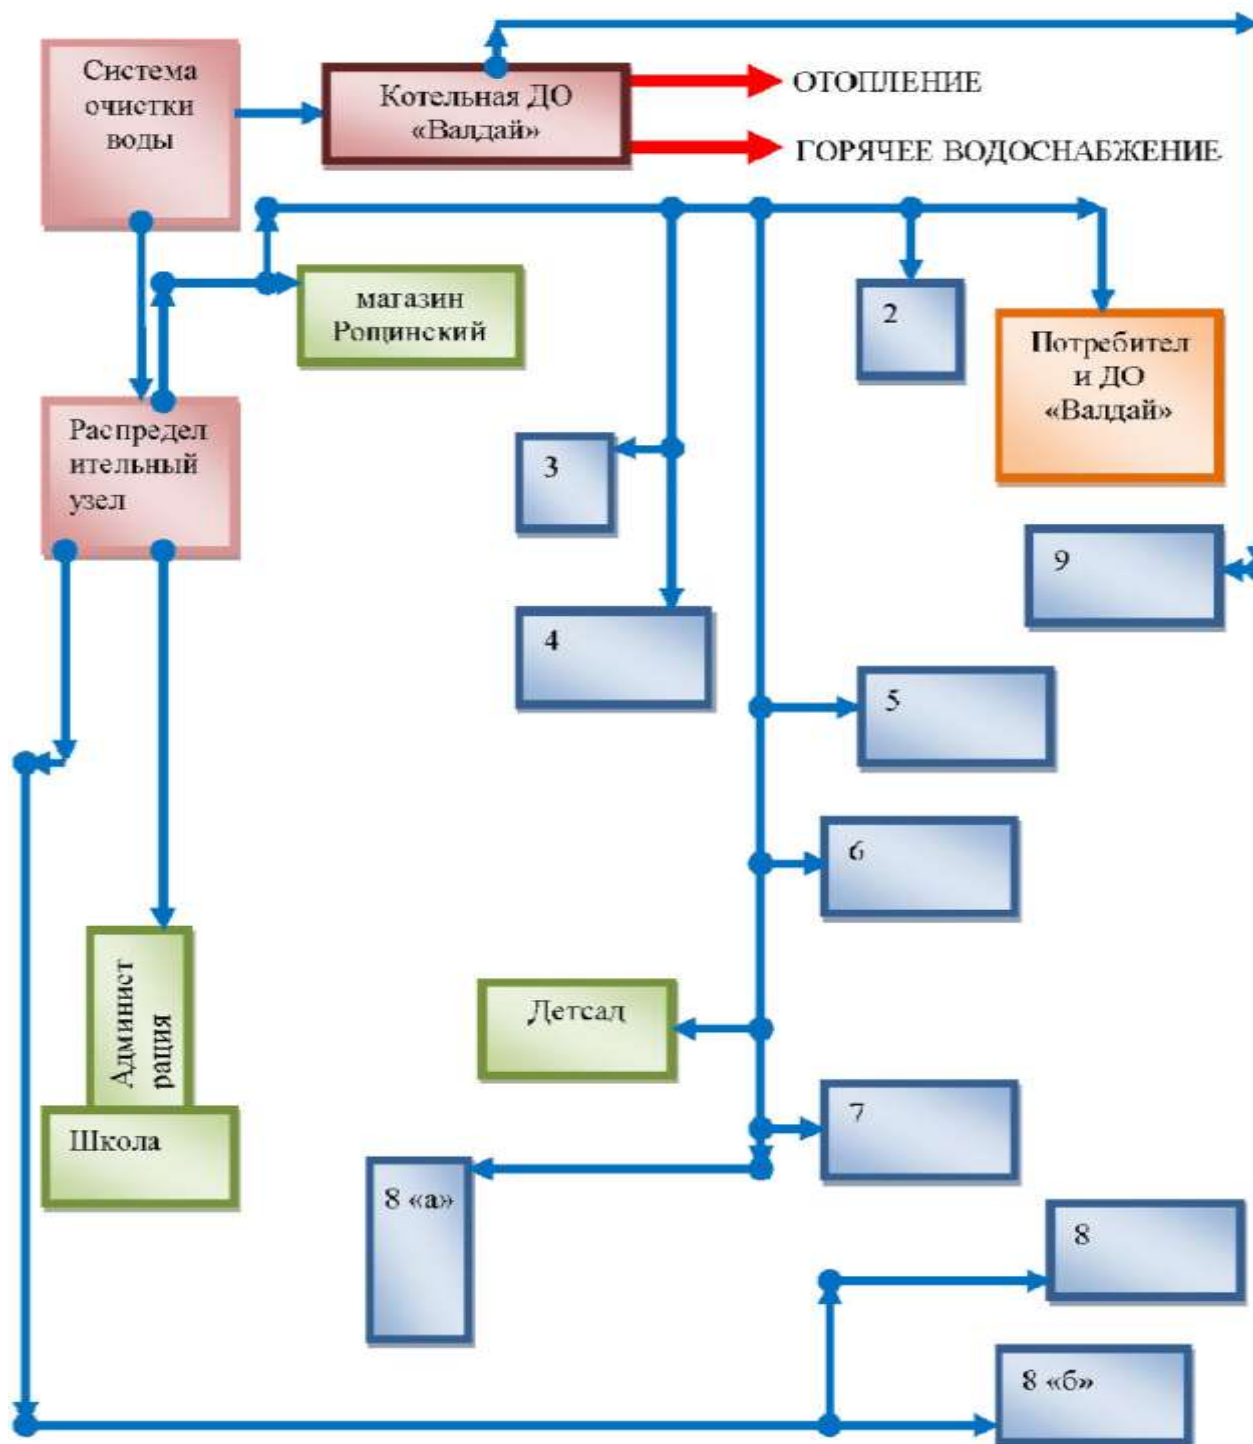 Система
очистки
воды
Котельная ДО
«Валдай»
ОТОПЛЕНИЕ
ГОРЯЧЕЕ ВОДОСНАБЖЕНИЕ
магазин
Рощинский
2
Потребител
и ДО
«Валдай»
Распредел
ительный
узел
3
9
4
5
6
Админист
рация
Детсад
Школа
7
8 «а»
8
8 «б»